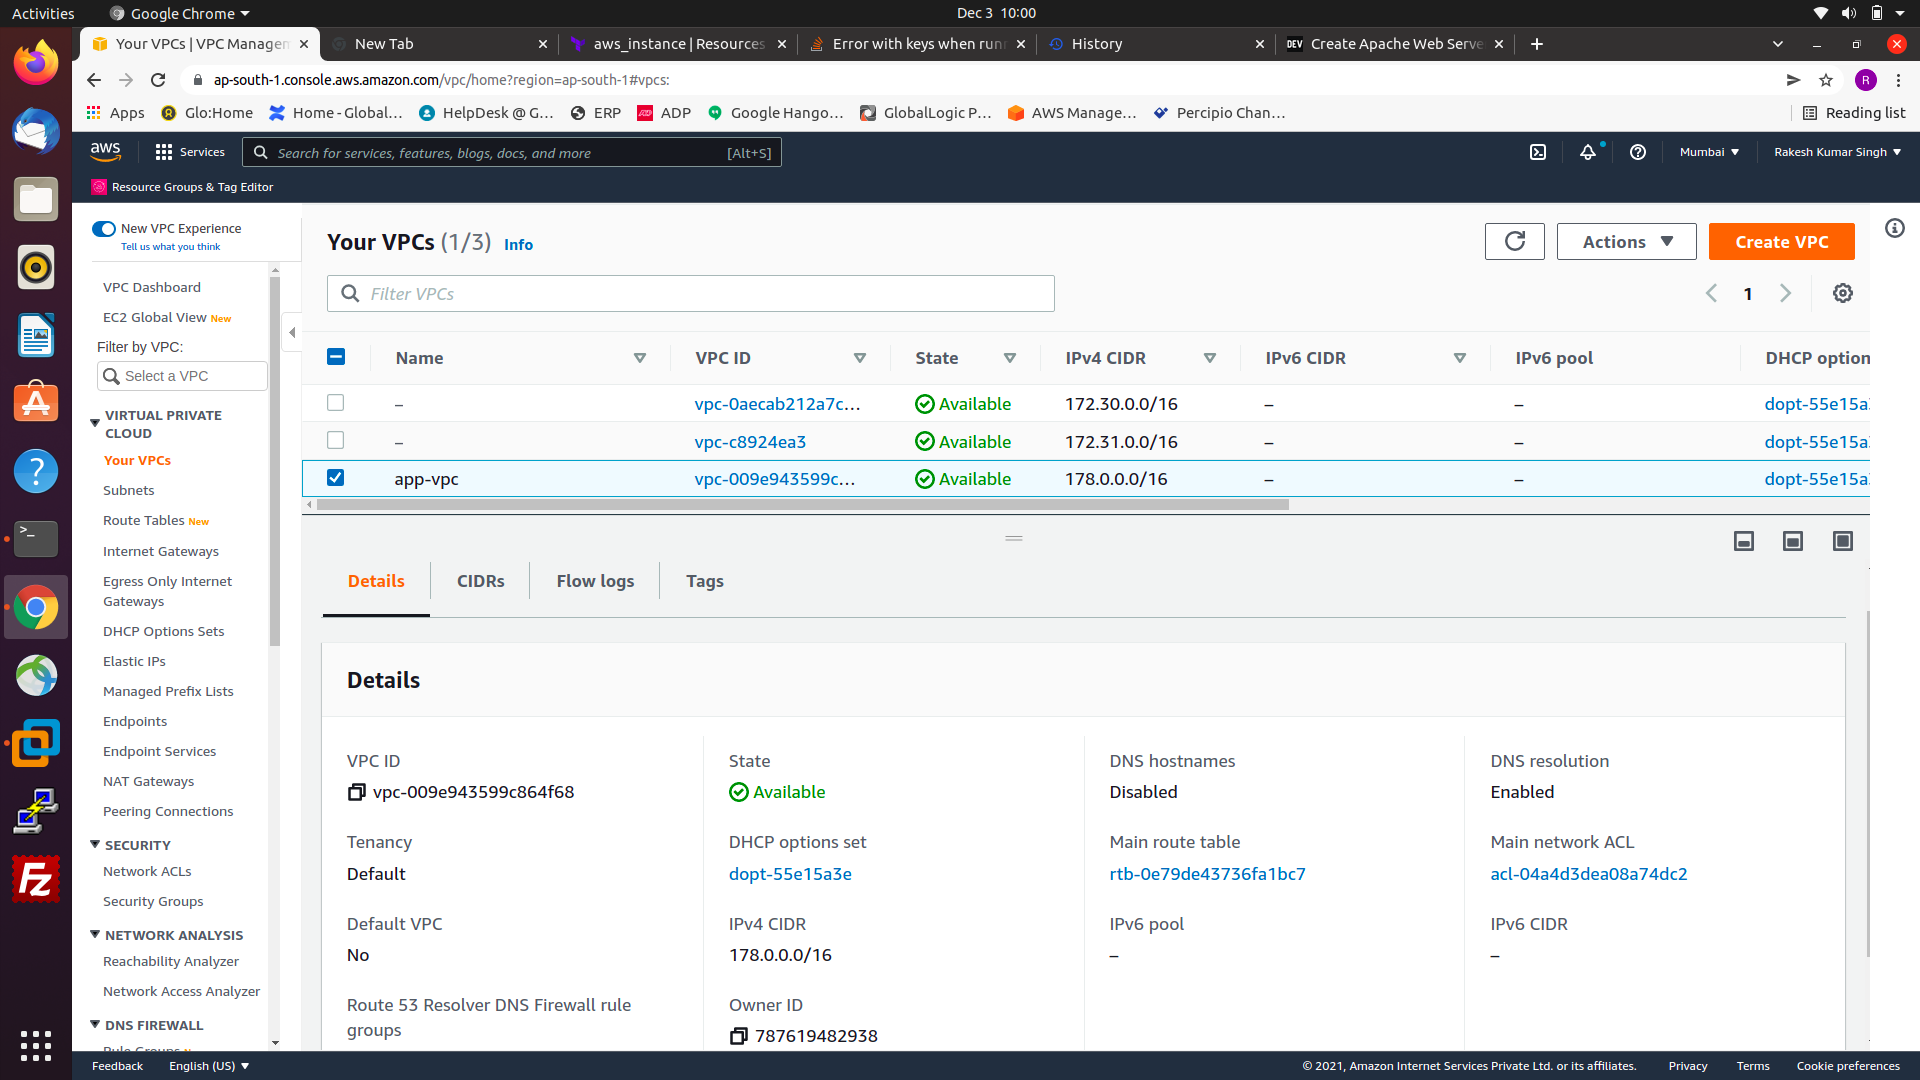 Activities
Google Chrome
Dec 3 10:00
Your VPCs | VPC Managem
New Tab
aws_instance | Resources
Error with keys when runn
History
DEV Create Apache Web Serve
ap-south-1.console.aws.amazon.com/vpc/home?region=ap-south-1#vpcs:
R
Apps
Glo:Home
Home - Global...
HelpDesk @ G...
ERP
ADP
Google Hango...
GlobalLogic P...
AWS Manage...
Percipio Chan...
Reading list
aws
Services
Search for services, features, blogs, docs, and more
[Alt+S]
Mumbai
Rakesh Kumar Singh
Resource Groups & Tag Editor
New VPC Experience
Tell us what you think
VPC Dashboard
EC2 Global View New
Filter by VPC:
Select a VPC
VIRTUAL PRIVATE
CLOUD
Your VPCs
Subnets
Route Tables New
Internet Gateways
Egress Only Internet
Gateways
DHCP Options Sets
Elastic IPs
Managed Prefix Lists
Endpoints
Endpoint Services
NAT Gateways
Peering Connections
SECURITY
Network ACLs
Security Groups
NETWORK ANALYSIS
Reachability Analyzer
Network Access Analyzer
DNS FIREWALL
Your VPCs (1/3) Info
Actions
Create VPC
Filter VPCs
1
Name
VPC ID
State
IPv4 CIDR
IPv6 CIDR
IPv6 pool
DHCP option
– vpc-0aecab212a7c... Available 172.30.0.0/16 – – dopt-55e15a
– vpc-c8924ea3 Available 172.31.0.0/16 – – dopt-55e15a
app-vpc vpc-009e943599c... Available 178.0.0.0/16 – – dopt-55e15a
Details
CIDRs
Flow logs
Tags
Details
VPC ID
vpc-009e943599c864f68
State
Available
DNS hostnames
Disabled
DNS resolution
Enabled
Tenancy
Default
DHCP options set
dopt-55e15a3e
Main route table
rtb-0e79de43736fa1bc7
Main network ACL
acl-04a4d3dea08a74dc2
Default VPC
No
IPv4 CIDR
178.0.0.0/16
IPv6 pool
–
IPv6 CIDR
–
Route 53 Resolver DNS Firewall rule
groups
Owner ID
787619482938
Feedback
English (US)
© 2021, Amazon Internet Services Private Ltd. or its affiliates.
Privacy
Terms
Cookie preferences